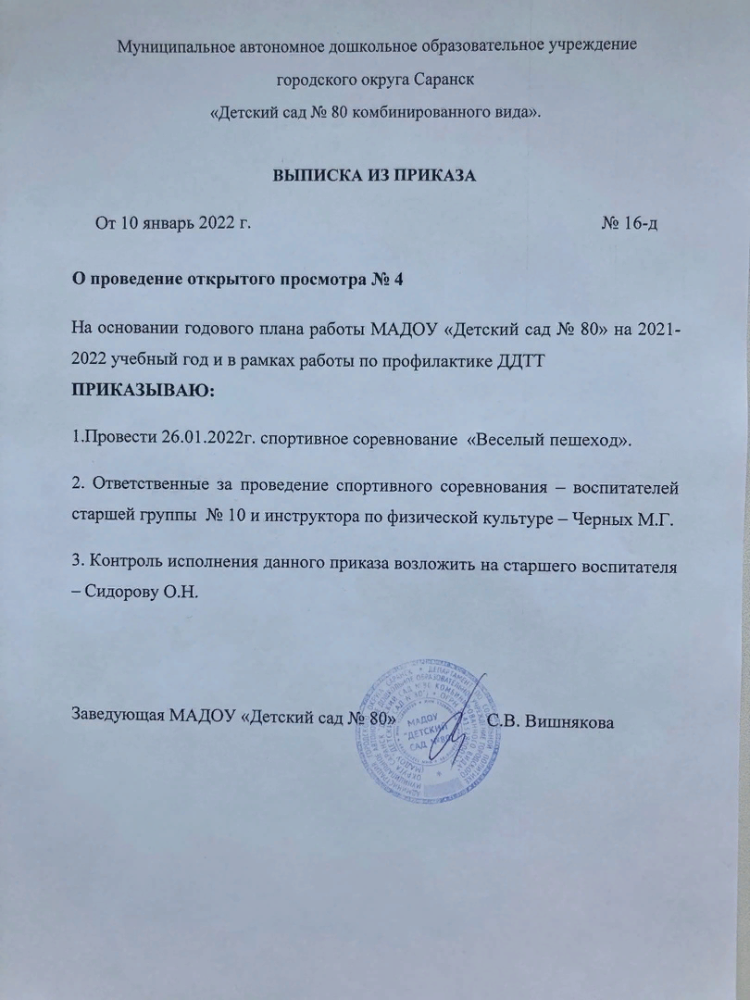 Муниципальное автономное дошкольное образовательное учреждение
городского округа Саранск
«Детский сад № 80 комбинированного вида».
ВЫПИСКА ИЗ ПРИКАЗА
От 10 январь 2022 г. № 16-д
О проведение открытого просмотра № 4
На основании годового плана работы МАДОУ «Детский сад № 80» на 2021-
2022 учебный год и в рамках работы по профилактике ДДТТ
ПРИКАЗЫВАЮ:
1.Провести 26.01.2022г. спортивное соревнование «Веселый пешеход».
2. Ответственные за проведение спортивного соревнования – воспитателей
старшей группы № 10 и инструктора по физической культуре – Черных М.Г.
3. Контроль исполнения данного приказа возложить на старшего воспитателя
– Сидорову О.Н.
Заведующая МАДОУ «Детский сад № 80» С.В. Вишнякова
МАДОУ
"ДЕТСКИЙ
САД №80"